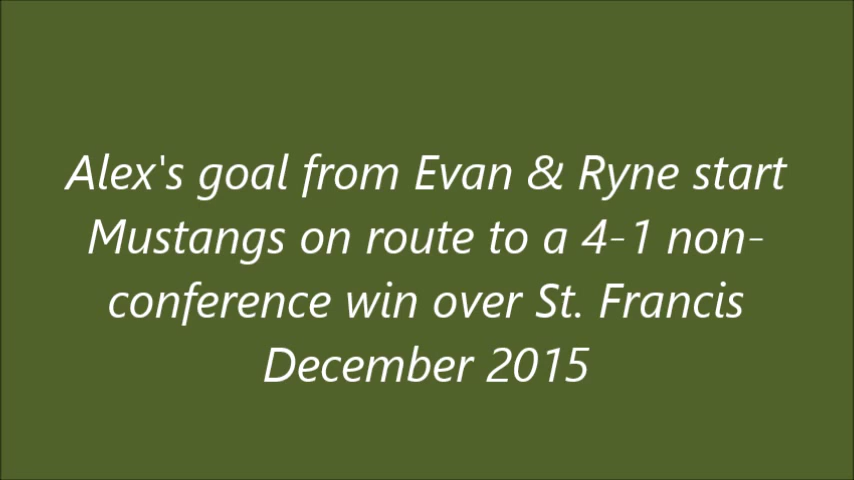 Alex's goal from Evan & Ryne start
Mustangs on route to a 4-1 non-
conference win over St. Francis
December 2015